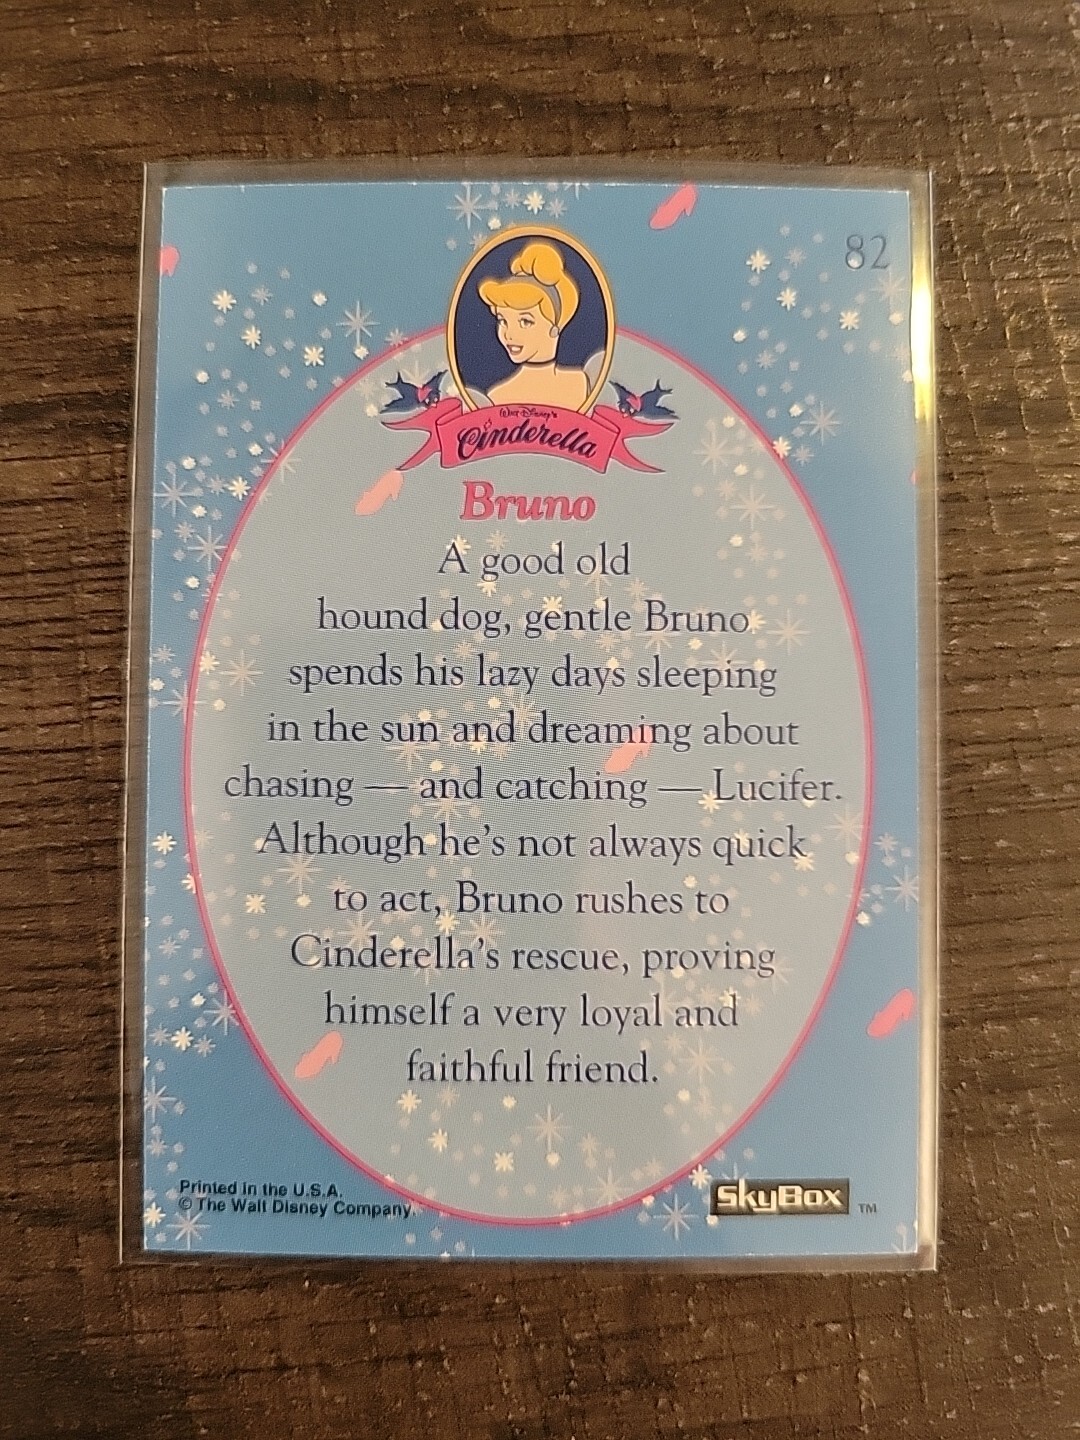 82
Walt Disney's
Cinderella
Bruno
A good old
hound dog, gentle Bruno
spends his lazy days sleeping
in the sun and dreaming about
chasing — and catching — Lucifer.
Although he's not always quick
to act, Bruno rushes to
Cinderella's rescue, proving
himself a very loyal and
faithful friend.
Printed in the U.S.A.
© The Walt Disney Company.
SkyBox™